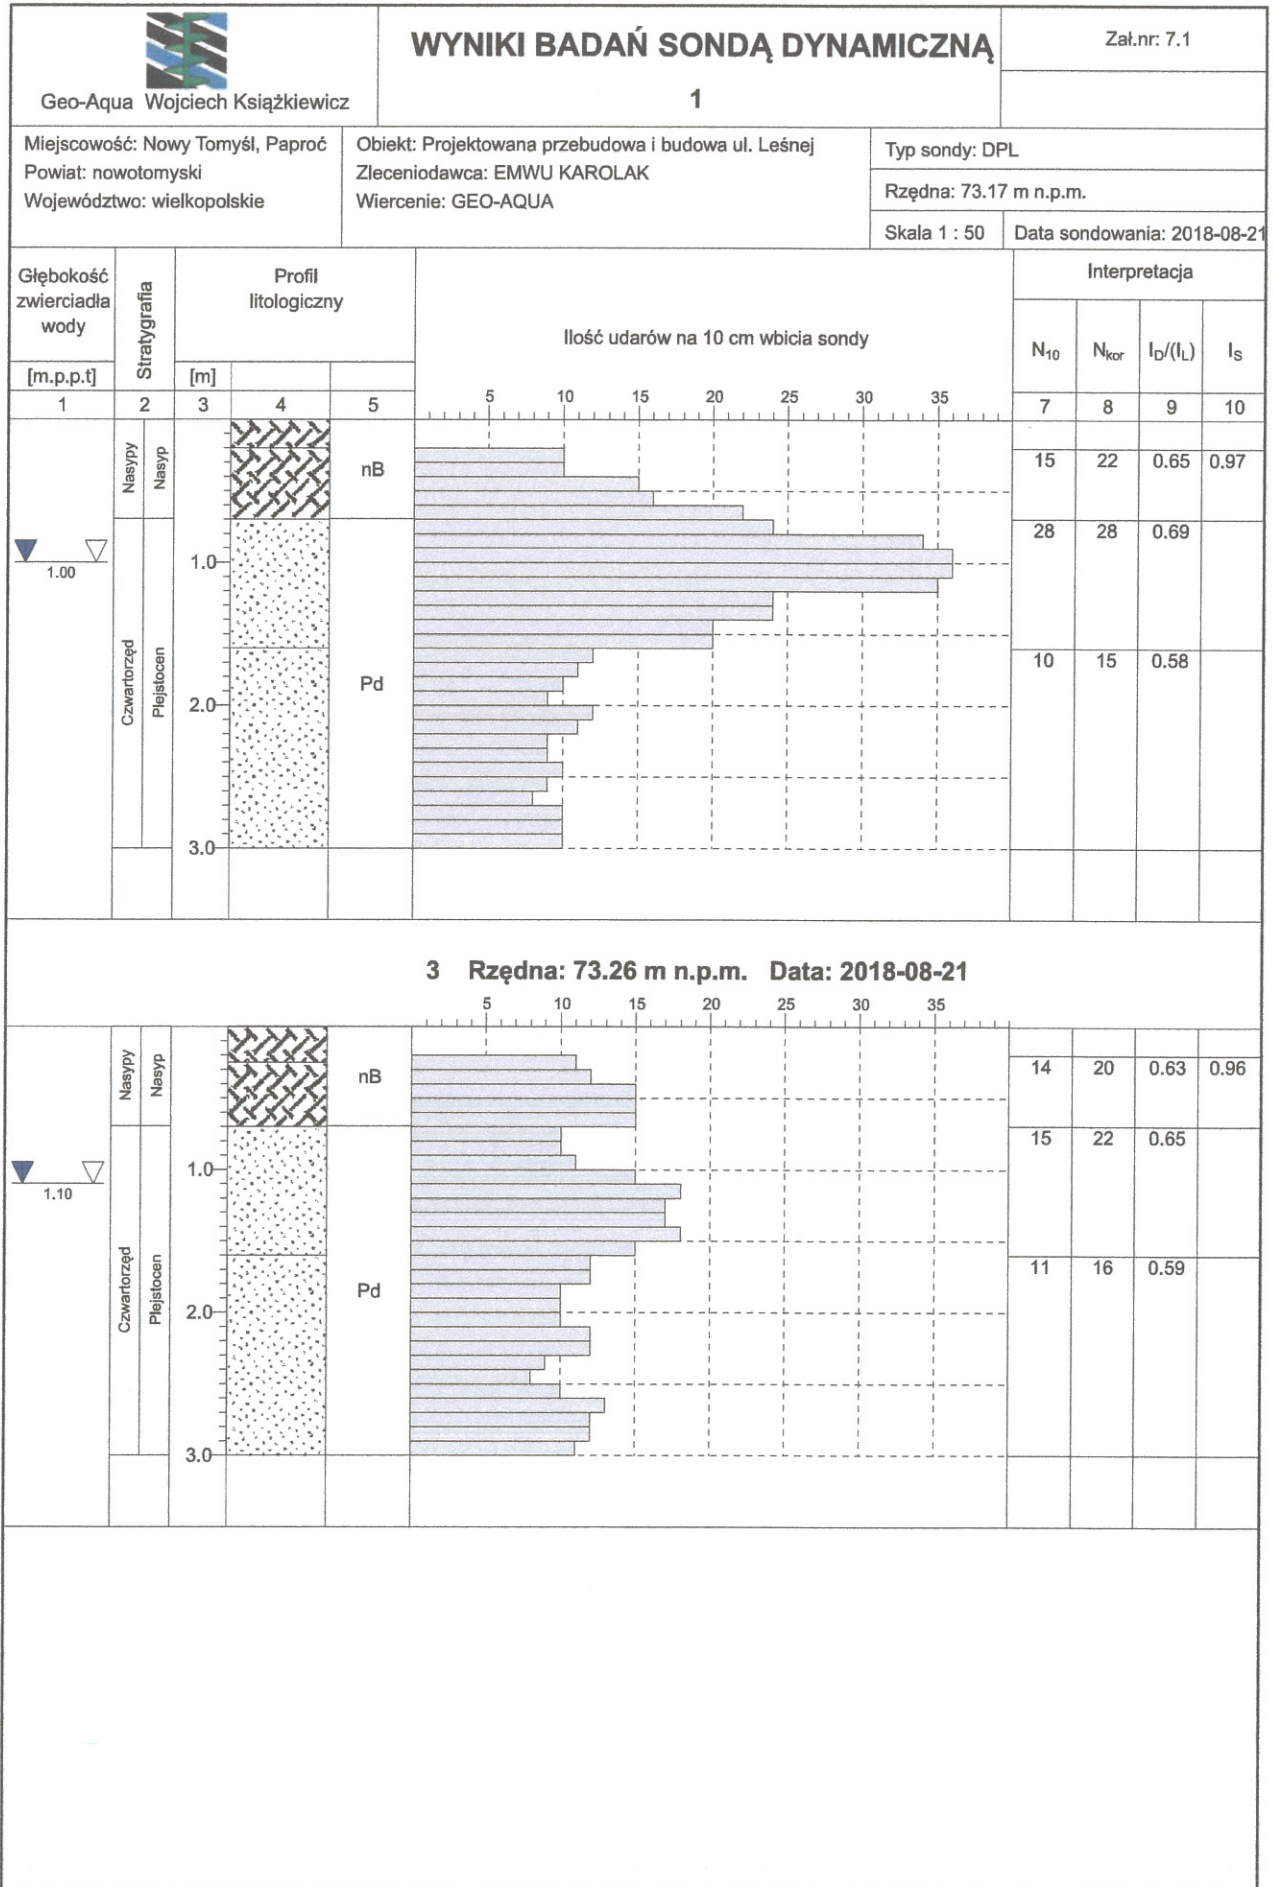 WYNIKI BADAŃ SONDĄ DYNAMICZNĄ
1
Zał.nr: 7.1
Geo-Aqua Wojciech Książkiewicz
Miejscowość: Nowy Tomyśl, Paproć
Powiat: nowotomyski
Województwo: wielkopolskie
Obiekt: Projektowana przebudowa i budowa ul. Leśnej
Zleceniodawca: EMWU KAROLAK
Wiercenie: GEO-AQUA
Typ sondy: DPL
Rzędna: 73.17 m n.p.m.
Skala 1 : 50
Data sondowania: 2018-08-21
Głębokość
zwierciadła
wody
[m.p.p.t]
Stratygrafia
Profil
litologiczny
[m]
Ilość udarów na 10 cm wbicia sondy
Interpretacja
N10 Nkor ID/(IL) IS
5 10 15 20 25 30 35
1 2 3 4 5 7 8 9 10
Nasypy Nasyp nB
15 22 0.65 0.97
28 28 0.69
1.00
1.0
Czwartorzęd Plejstocen Pd
10 15 0.58
2.0
3.0
3 Rzędna: 73.26 m n.p.m. Data: 2018-08-21
5 10 15 20 25 30 35
Nasypy Nasyp nB
14 20 0.63 0.96
15 22 0.65
1.10
1.0
Czwartorzęd Plejstocen Pd
11 16 0.59
2.0
3.0